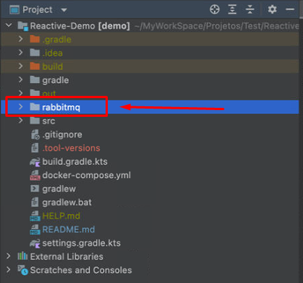 Project
Reactive-Demo [demo] ~/MyWorkSpace/Projetos/Test/Reactive
.gradle
.idea
build
gradle
out
rabbitmq
src
.gitignore
.tool-versions
build.gradle.kts
docker-compose.yml
gradlew
gradlew.bat
HELP.md
README.md
settings.gradle.kts
External Libraries
Scratches and Consoles